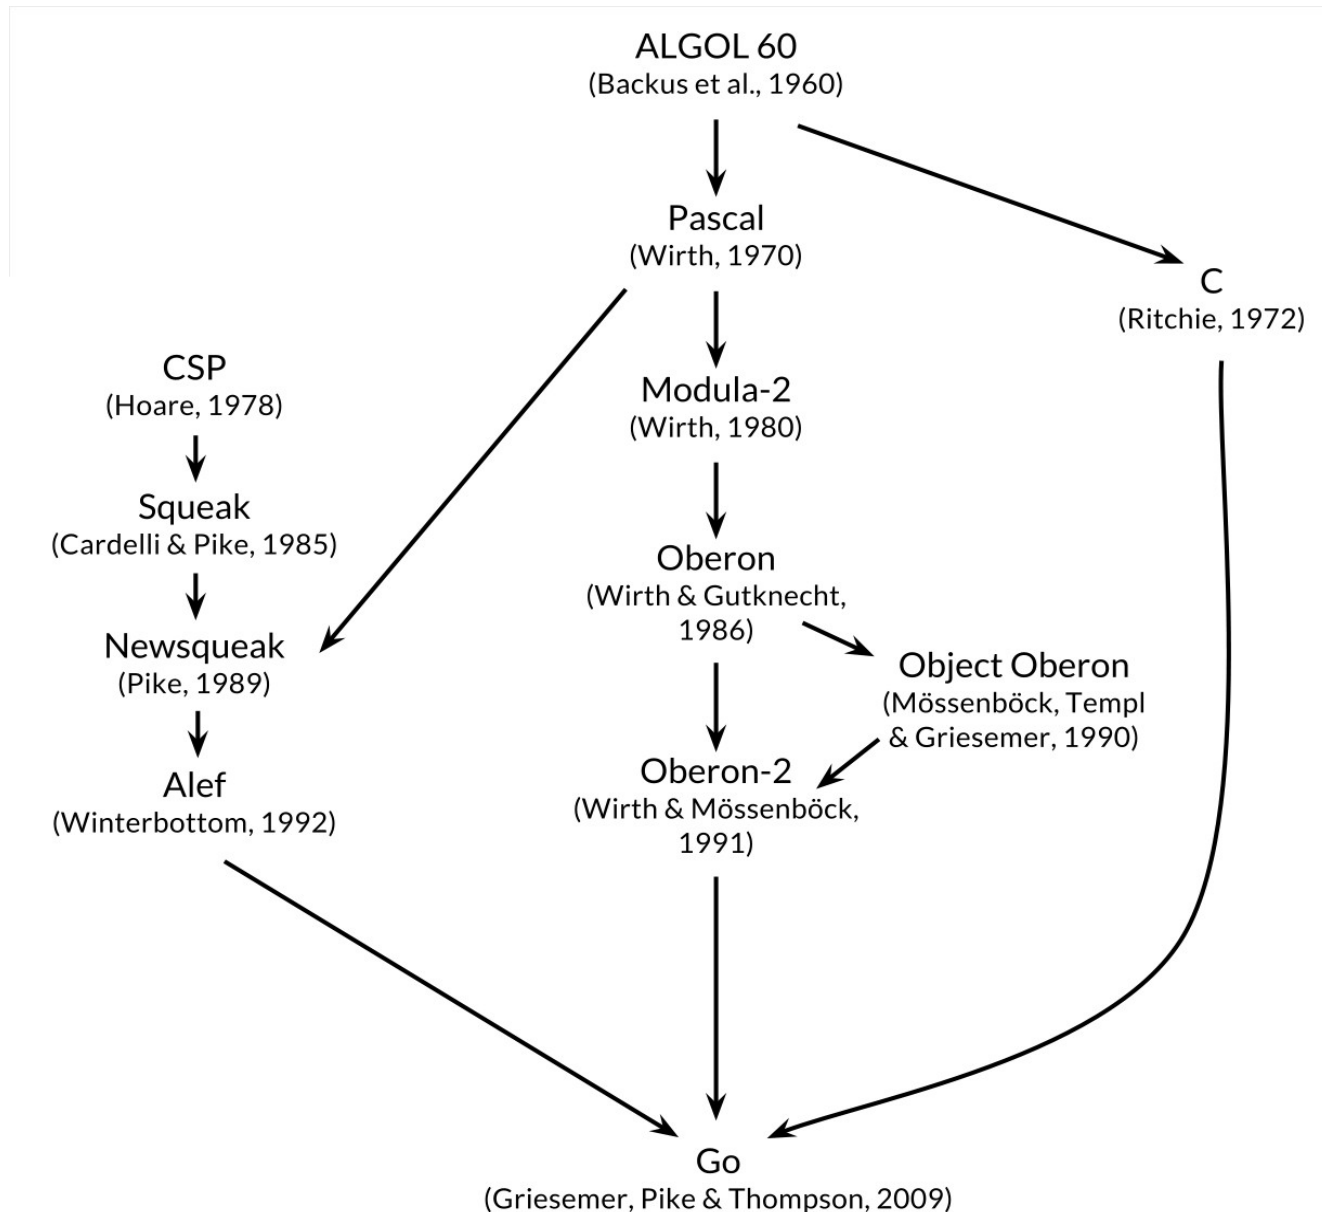 ALGOL 60
(Backus et al., 1960)
Pascal
(Wirth, 1970)
C
(Ritchie, 1972)
CSP
(Hoare, 1978)
Modula-2
(Wirth, 1980)
Squeak
(Cardelli & Pike, 1985)
Oberon
(Wirth & Gutknecht,
1986)
Newsqueak
(Pike, 1989)
Object Oberon
(Mössenböck, Templ
& Griesemer, 1990)
Alef
(Winterbottom, 1992)
Oberon-2
(Wirth & Mössenböck,
1991)
Go
(Griesemer, Pike & Thompson, 2009)